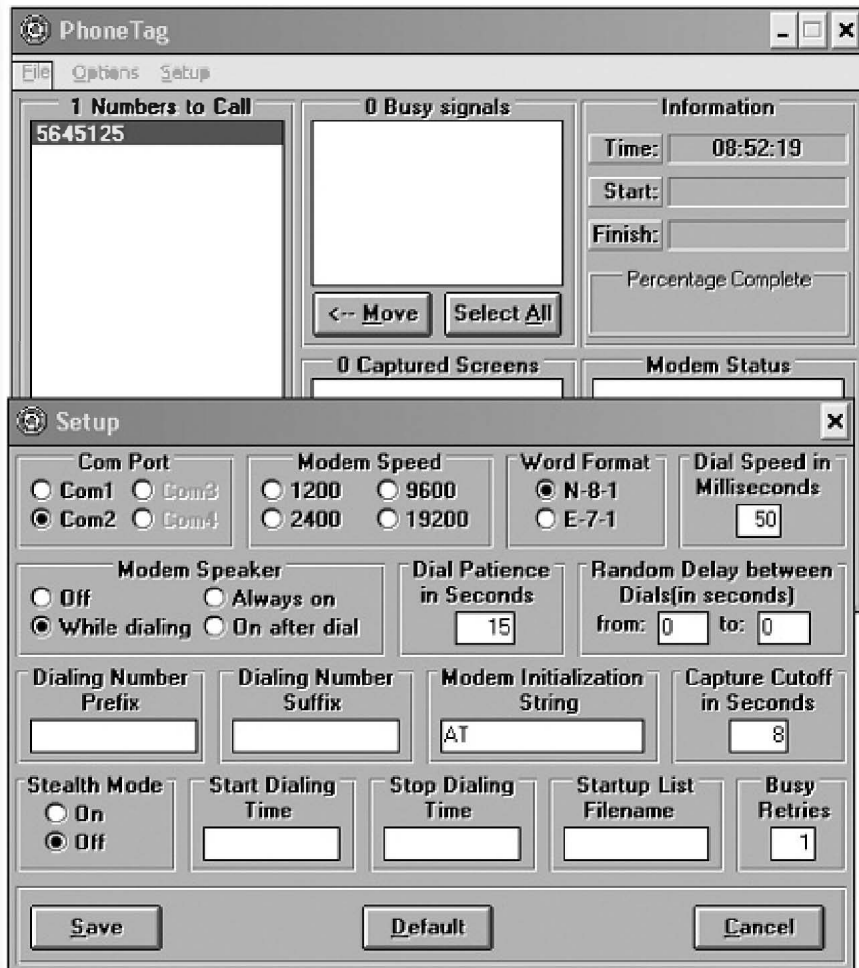 PhoneTag
File Options Setup
1 Numbers to Call
5645125
0 Busy signals
<-- Move
Select All
Information
Time: 08:52:19
Start:
Finish:
Percentage Complete
0 Captured Screens
Modem Status
Setup
Com Port
Com1 Com3
Com2 Com4
Modem Speed
1200 9600
2400 19200
Word Format
N-8-1
E-7-1
Dial Speed in
Milliseconds
50
Modem Speaker
Off Always on
While dialing On after dial
Dial Patience
in Seconds
15
Random Delay between
Dials(in seconds)
from: 0 to: 0
Dialing Number
Prefix
Dialing Number
Suffix
Modem Initialization
String
AT
Capture Cutoff
in Seconds
8
Stealth Mode
On
Off
Start Dialing
Time
Stop Dialing
Time
Startup List
Filename
Busy
Retries
1
Save
Default
Cancel